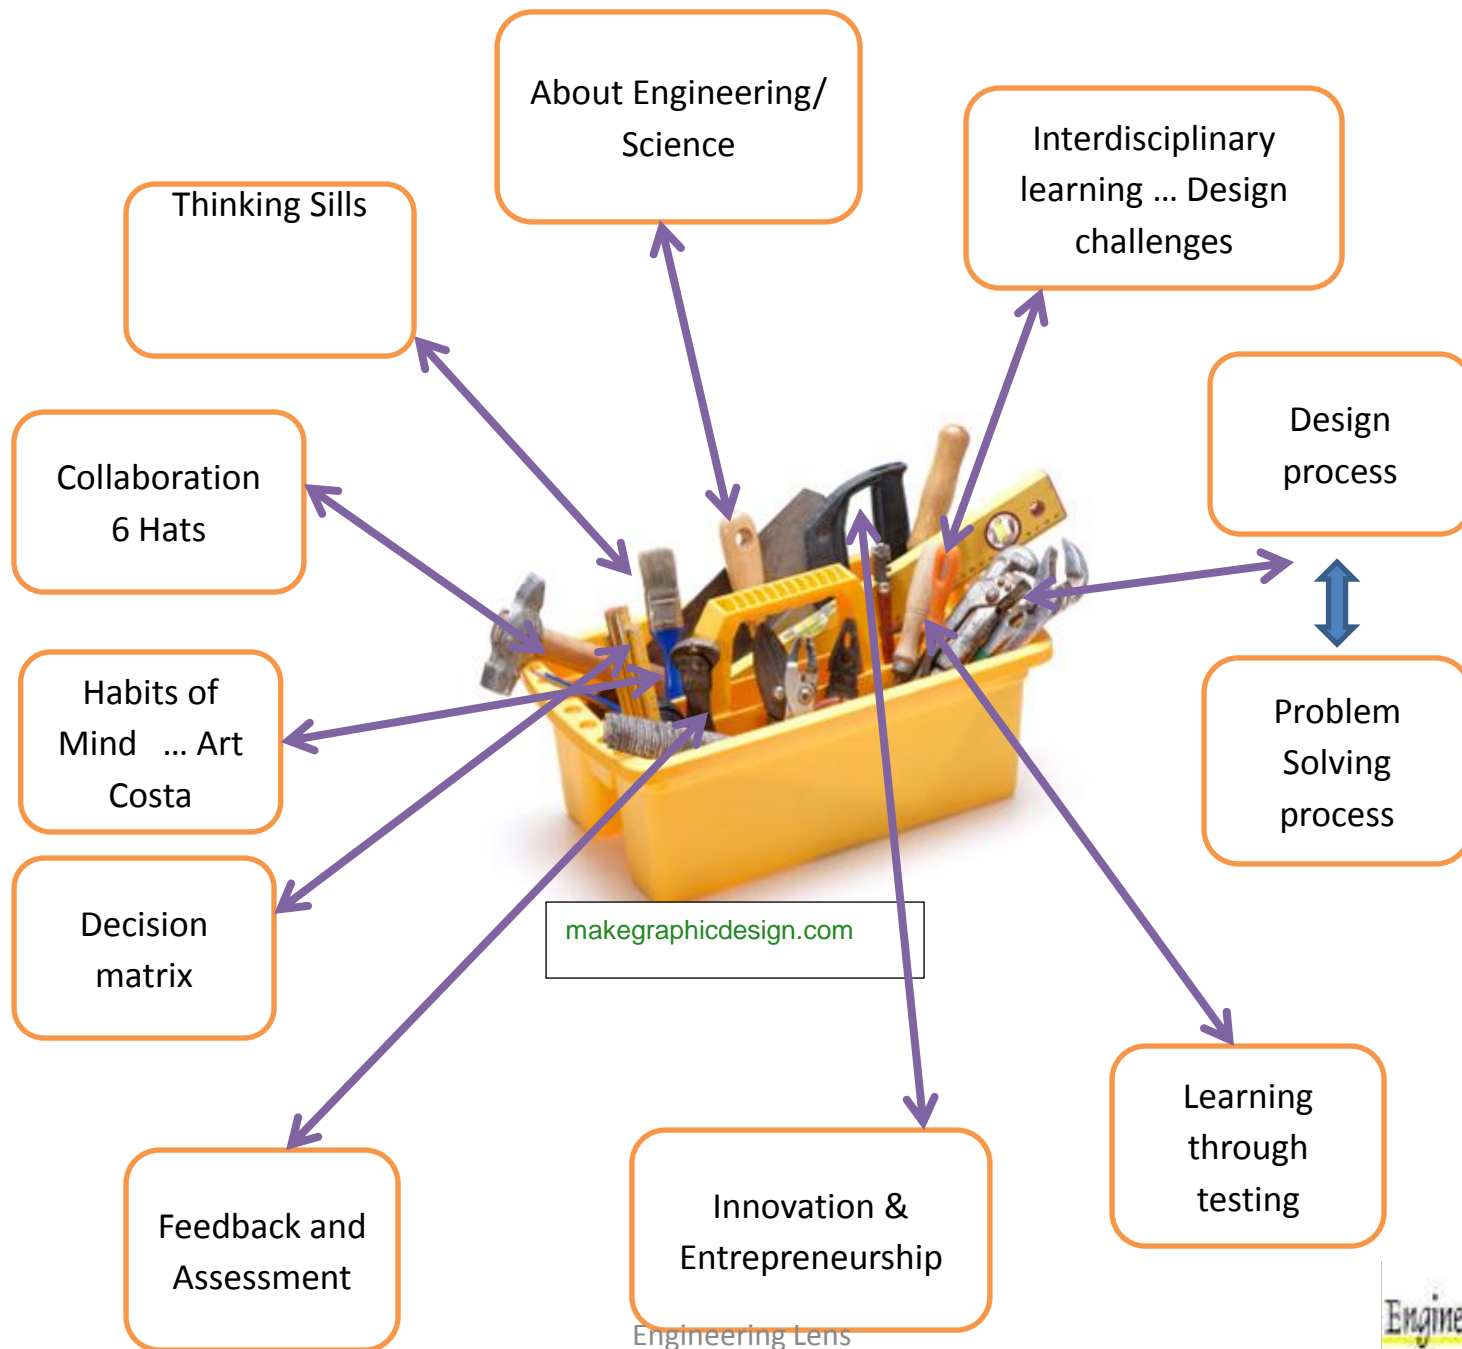 About Engineering/
Science
Interdisciplinary
learning ... Design
challenges
Thinking Sills
Design
process
Collaboration
6 Hats
Habits of
Mind ... Art
Costa
Problem
Solving
process
Decision
matrix
makegraphicdesign.com
Learning
through
testing
Feedback and
Assessment
Innovation &
Entrepreneurship
Engineering Lens
Engine